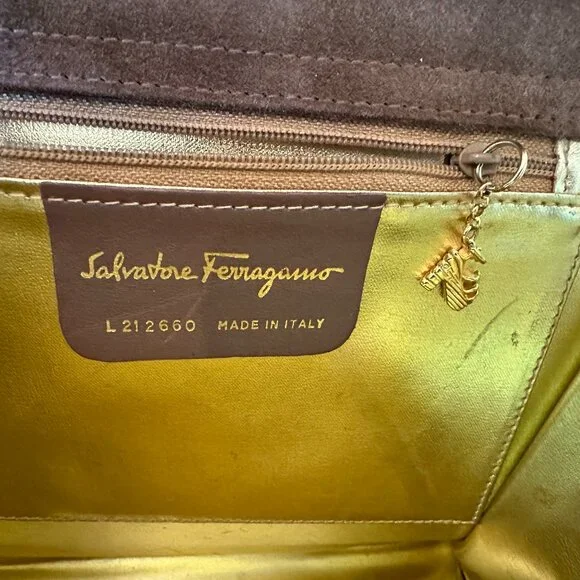 Salvatore Ferragamo
L 212660 MADE IN ITALY